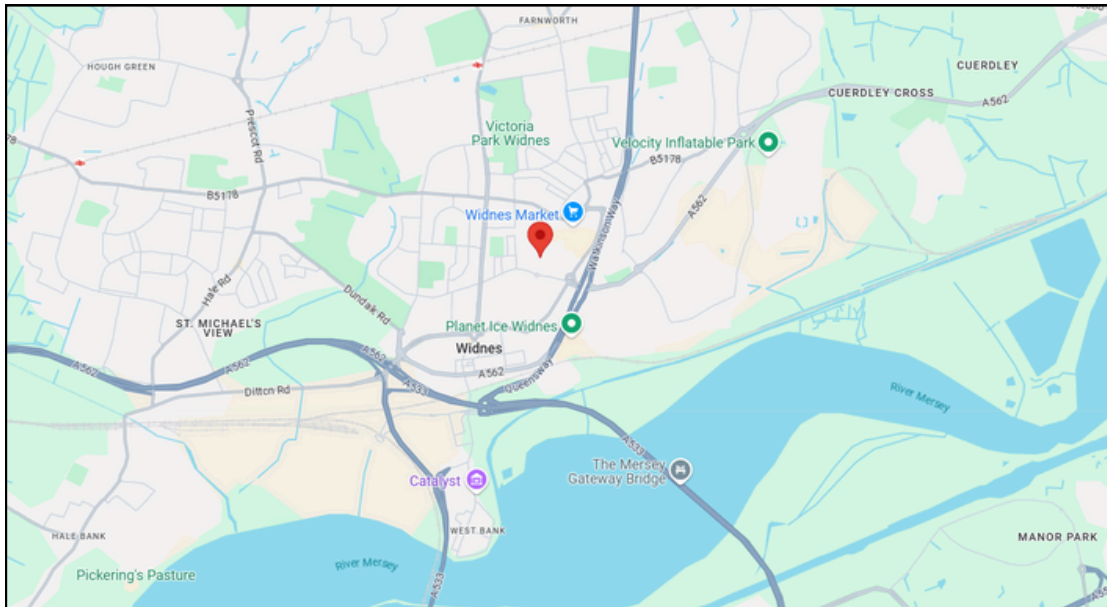 FARNWORTH
HOUGH GREEN
CUERDLEY
CUERDLEY CROSS
A562
Prescot Rd
Victoria
Park Widnes
Velocity Inflatable Park
B5178
B5178
A562
Widnes Market
Watkinson Way
Hale Rd
Dundalk Rd
ST. MICHAEL'S
VIEW
Planet Ice Widnes
Widnes
A562
A562
A562
A562
Queensway
A533
Ditton Rd
River Mersey
A533
The Mersey
Gateway Bridge
Catalyst
WEST BANK
HALE BANK
MANOR PARK
River Mersey
Pickering's Pasture
A533